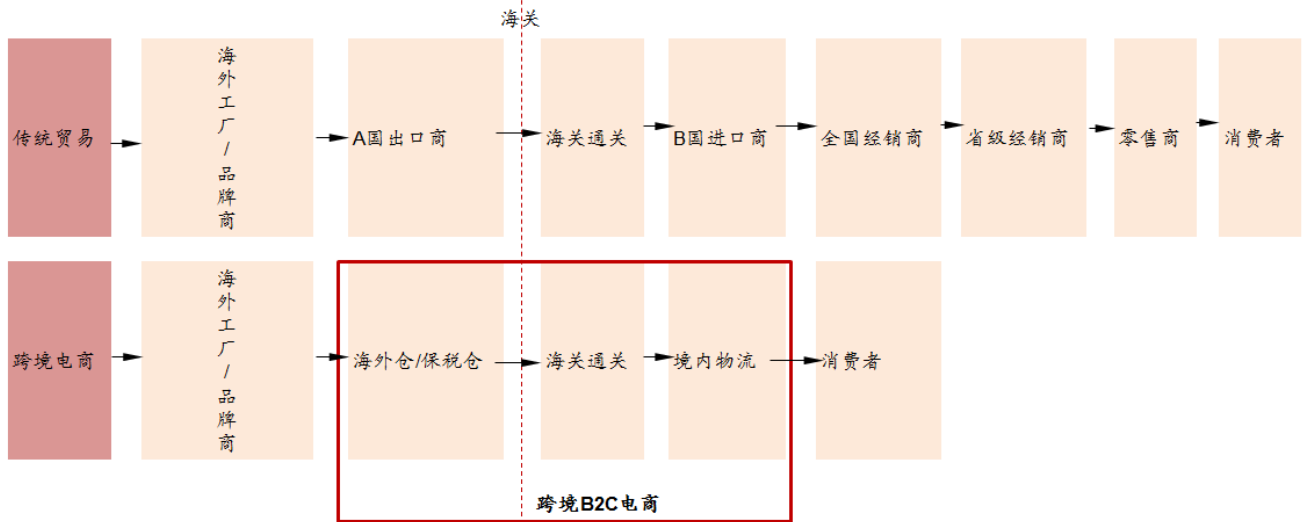 海关
传统贸易
海外工厂/品牌商
A国出口商
海关通关
B国进口商
全国经销商
省级经销商
零售商
消费者
跨境电商
海外工厂/品牌商
海外仓/保税仓
海关通关
境内物流
消费者
跨境B2C电商